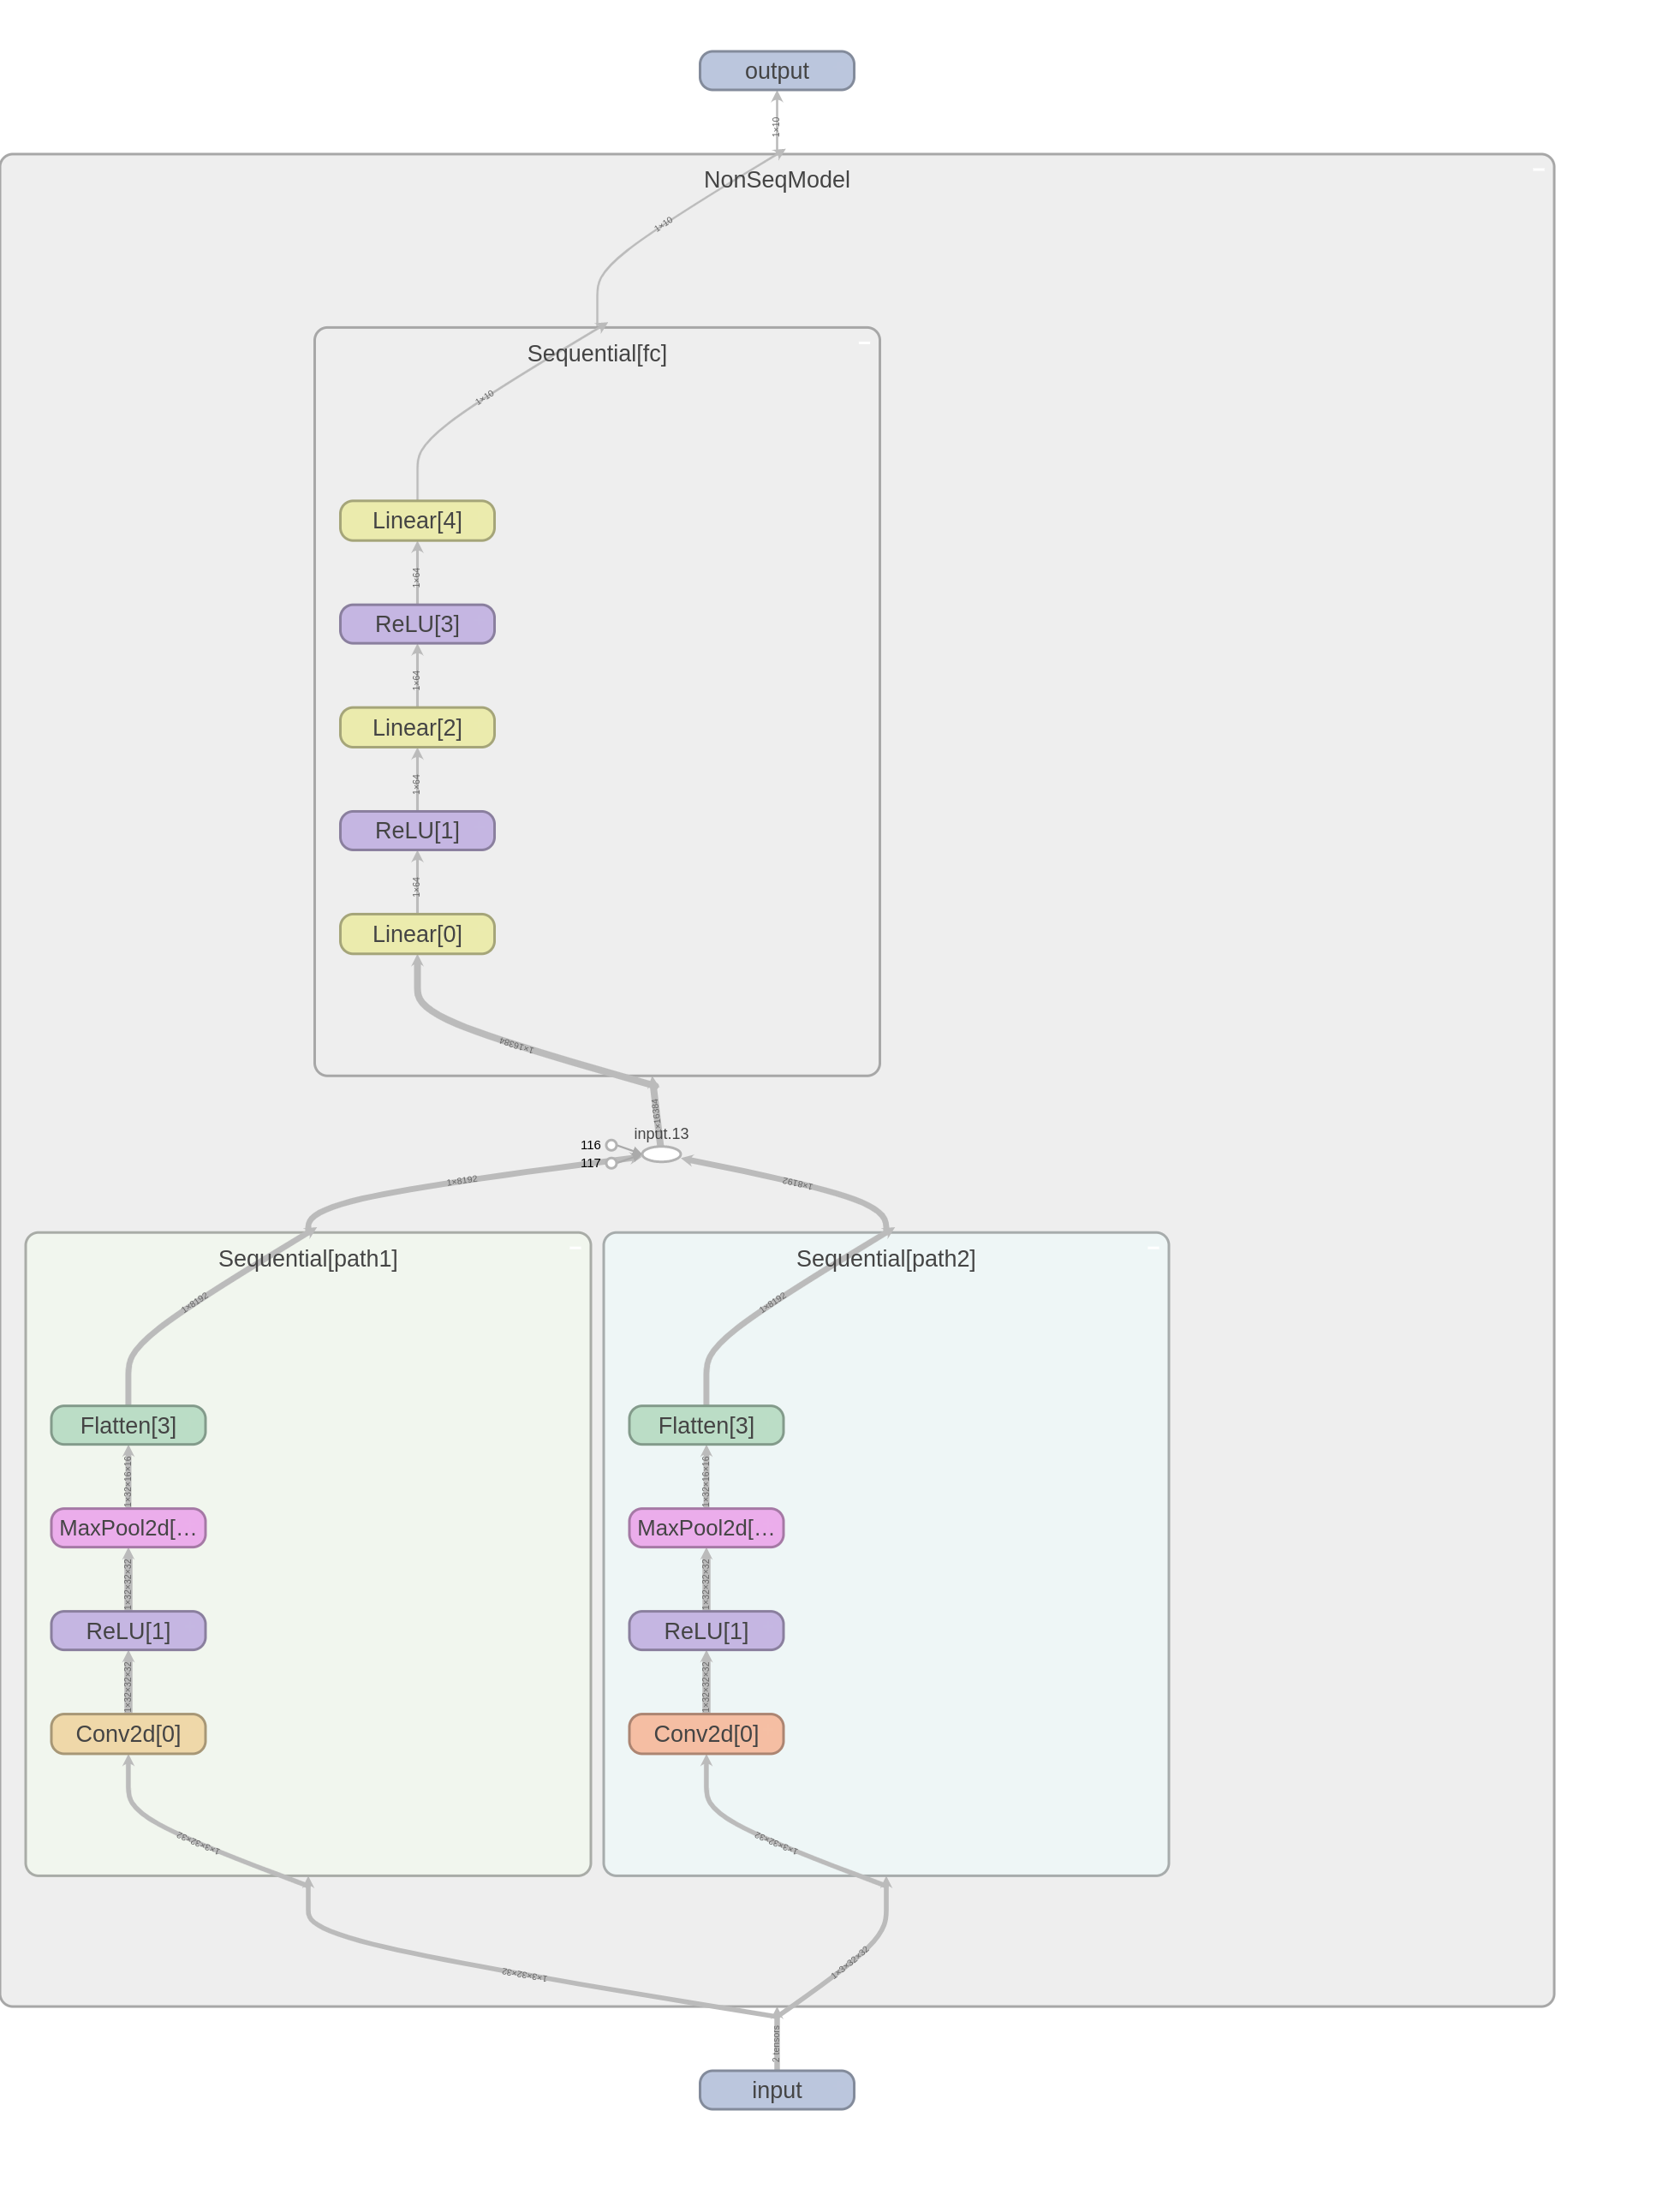 output
1×10
NonSeqModel
1×10
Sequential[fc]
1×10
Linear[4]
1×64
ReLU[3]
1×64
Linear[2]
1×64
ReLU[1]
1×64
Linear[0]
1×16384
1×16384
input.13
116
117
1×8192
1×8192
Sequential[path1]
Sequential[path2]
1×8192
1×8192
Flatten[3]
Flatten[3]
1×32×16×16
1×32×16×16
MaxPool2d[…
MaxPool2d[…
1×32×32×32
1×32×32×32
ReLU[1]
ReLU[1]
1×32×32×32
1×32×32×32
Conv2d[0]
Conv2d[0]
1×3×32×32
1×3×32×32
1×3×32×32
1×3×32×32
2 tensors
input